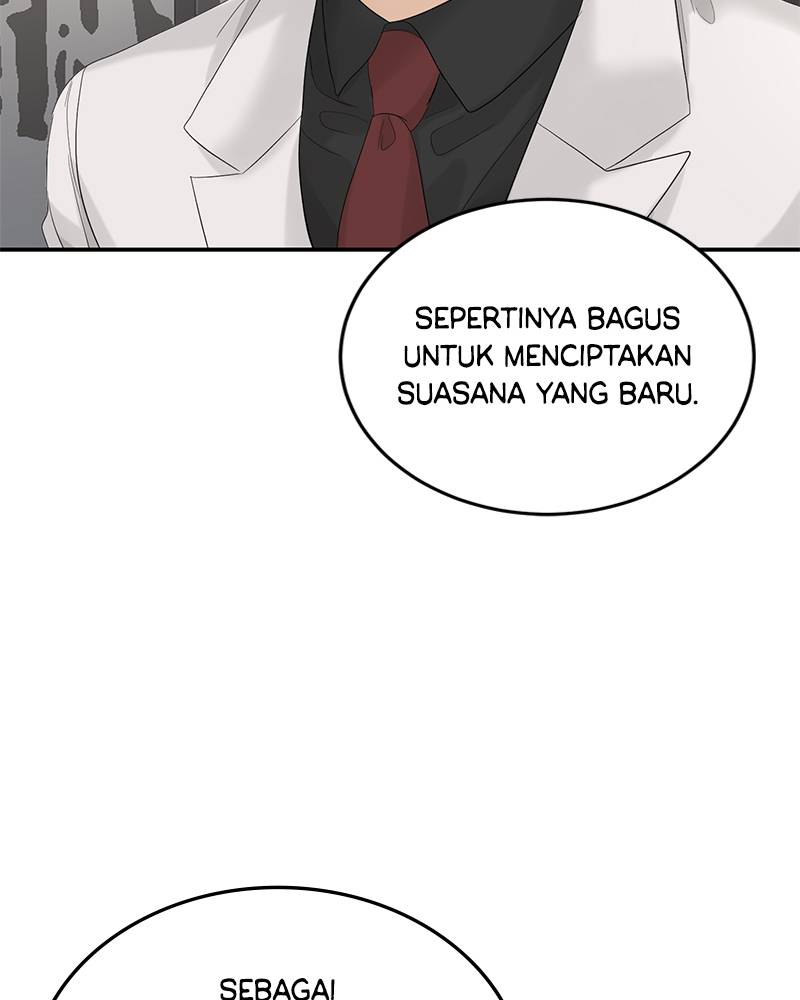 SEPERTINYA BAGUS
UNTUK MENCIPTAKAN
SUASANA YANG BARU.
SEBAGAI